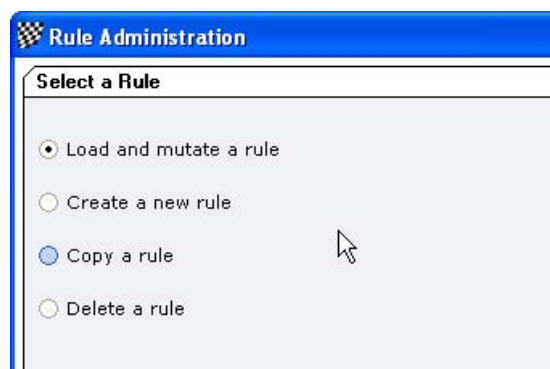 Rule Administration
Select a Rule
Load and mutate a rule
Create a new rule
Copy a rule
Delete a rule